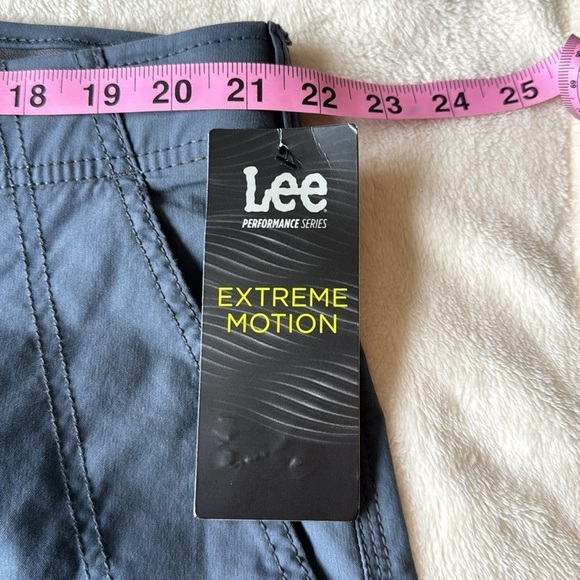 18 19 20 21 22 23 24 25
Lee
PERFORMANCE SERIES
EXTREME
MOTION